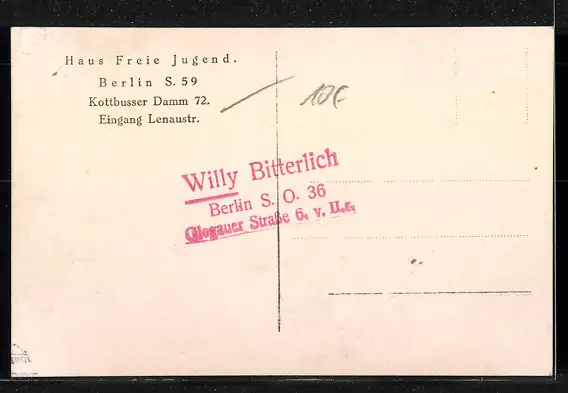 Haus Freie Jugend.
Berlin S. 59
Kottbusser Damm 72.
Eingang Lenaustr.
10€
Willy Bitterlich
Berlin S. O. 36
Glogauer Straße 6, v. II.r.